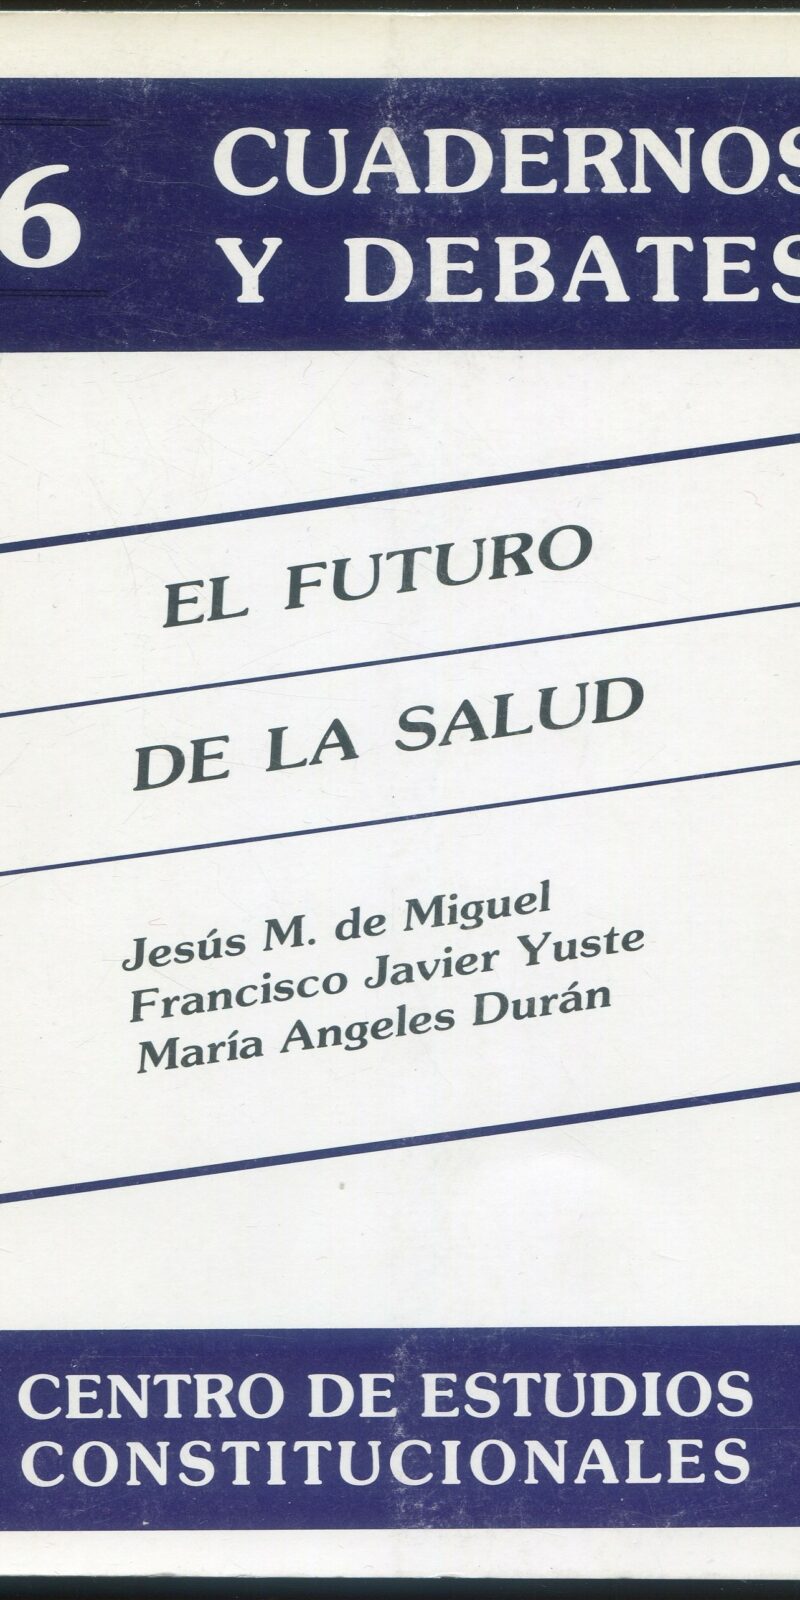 6
CUADERNOS
Y DEBATES
EL FUTURO
DE LA SALUD
Jesús M. de Miguel
Francisco Javier Yuste
María Angeles Durán
CENTRO DE ESTUDIOS
CONSTITUCIONALES